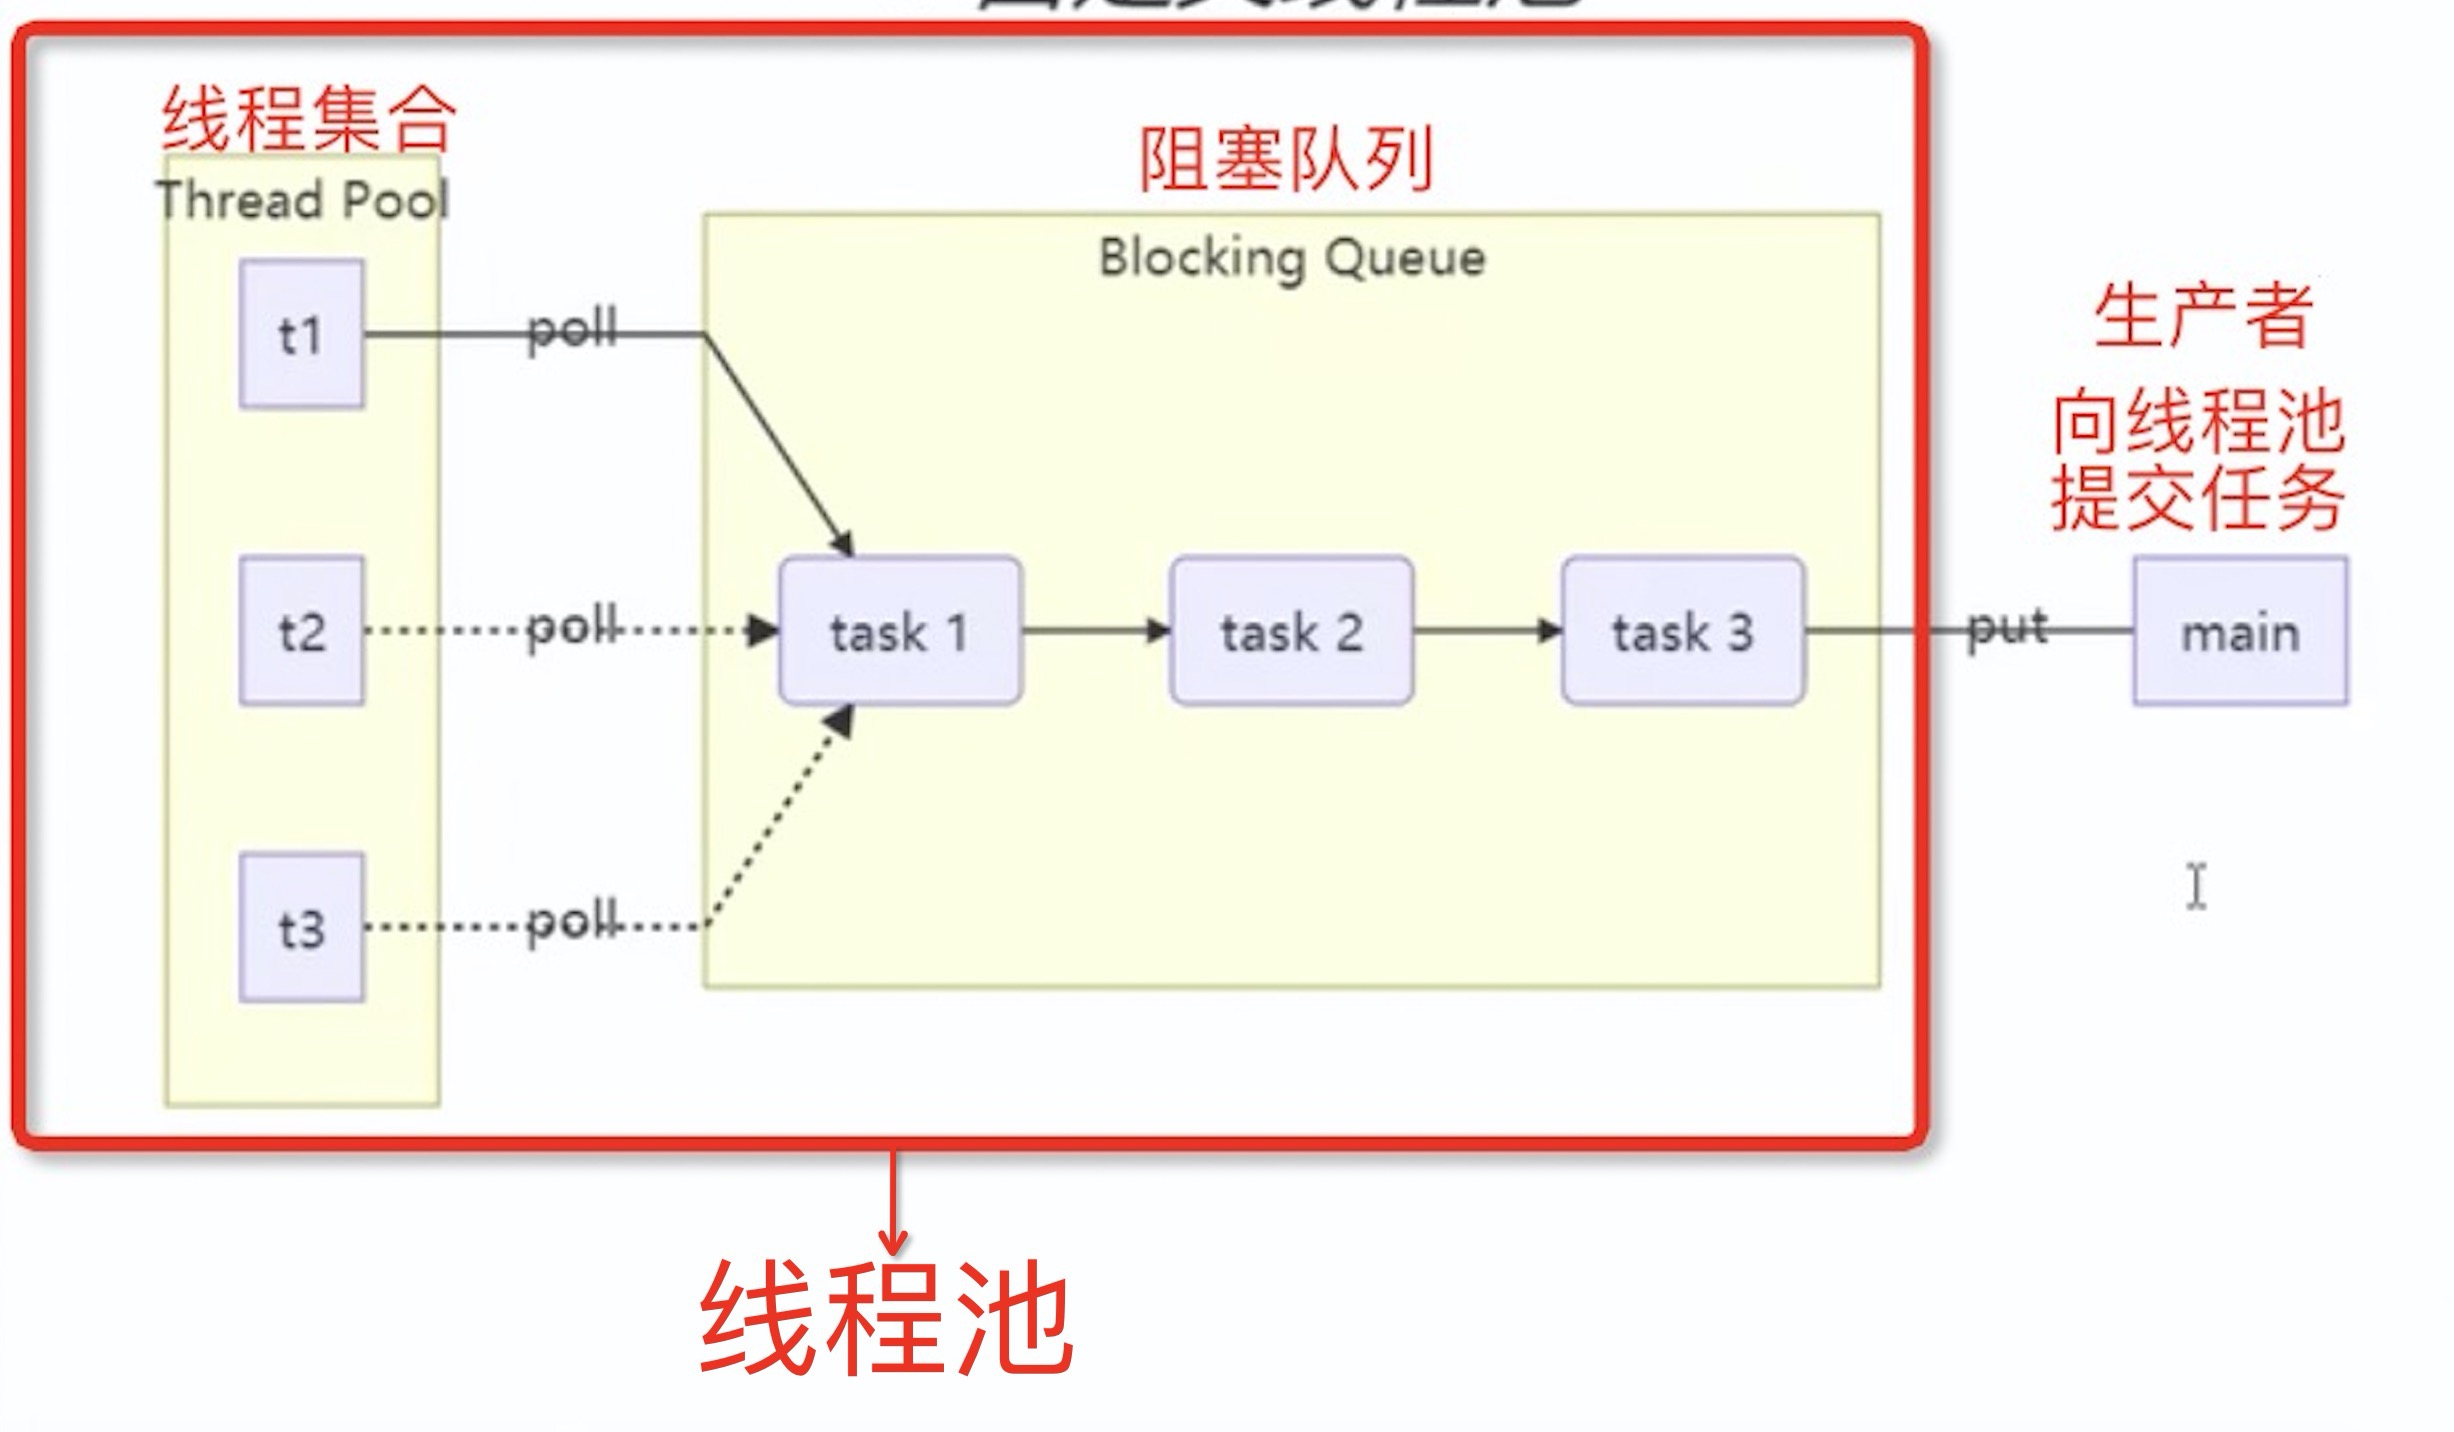 线程集合
Thread Pool
阻塞队列
Blocking Queue
生产者
向线程池
提交任务
t1
poll
t2
poll
task 1
task 2
task 3
put
main
t3
poll
线程池